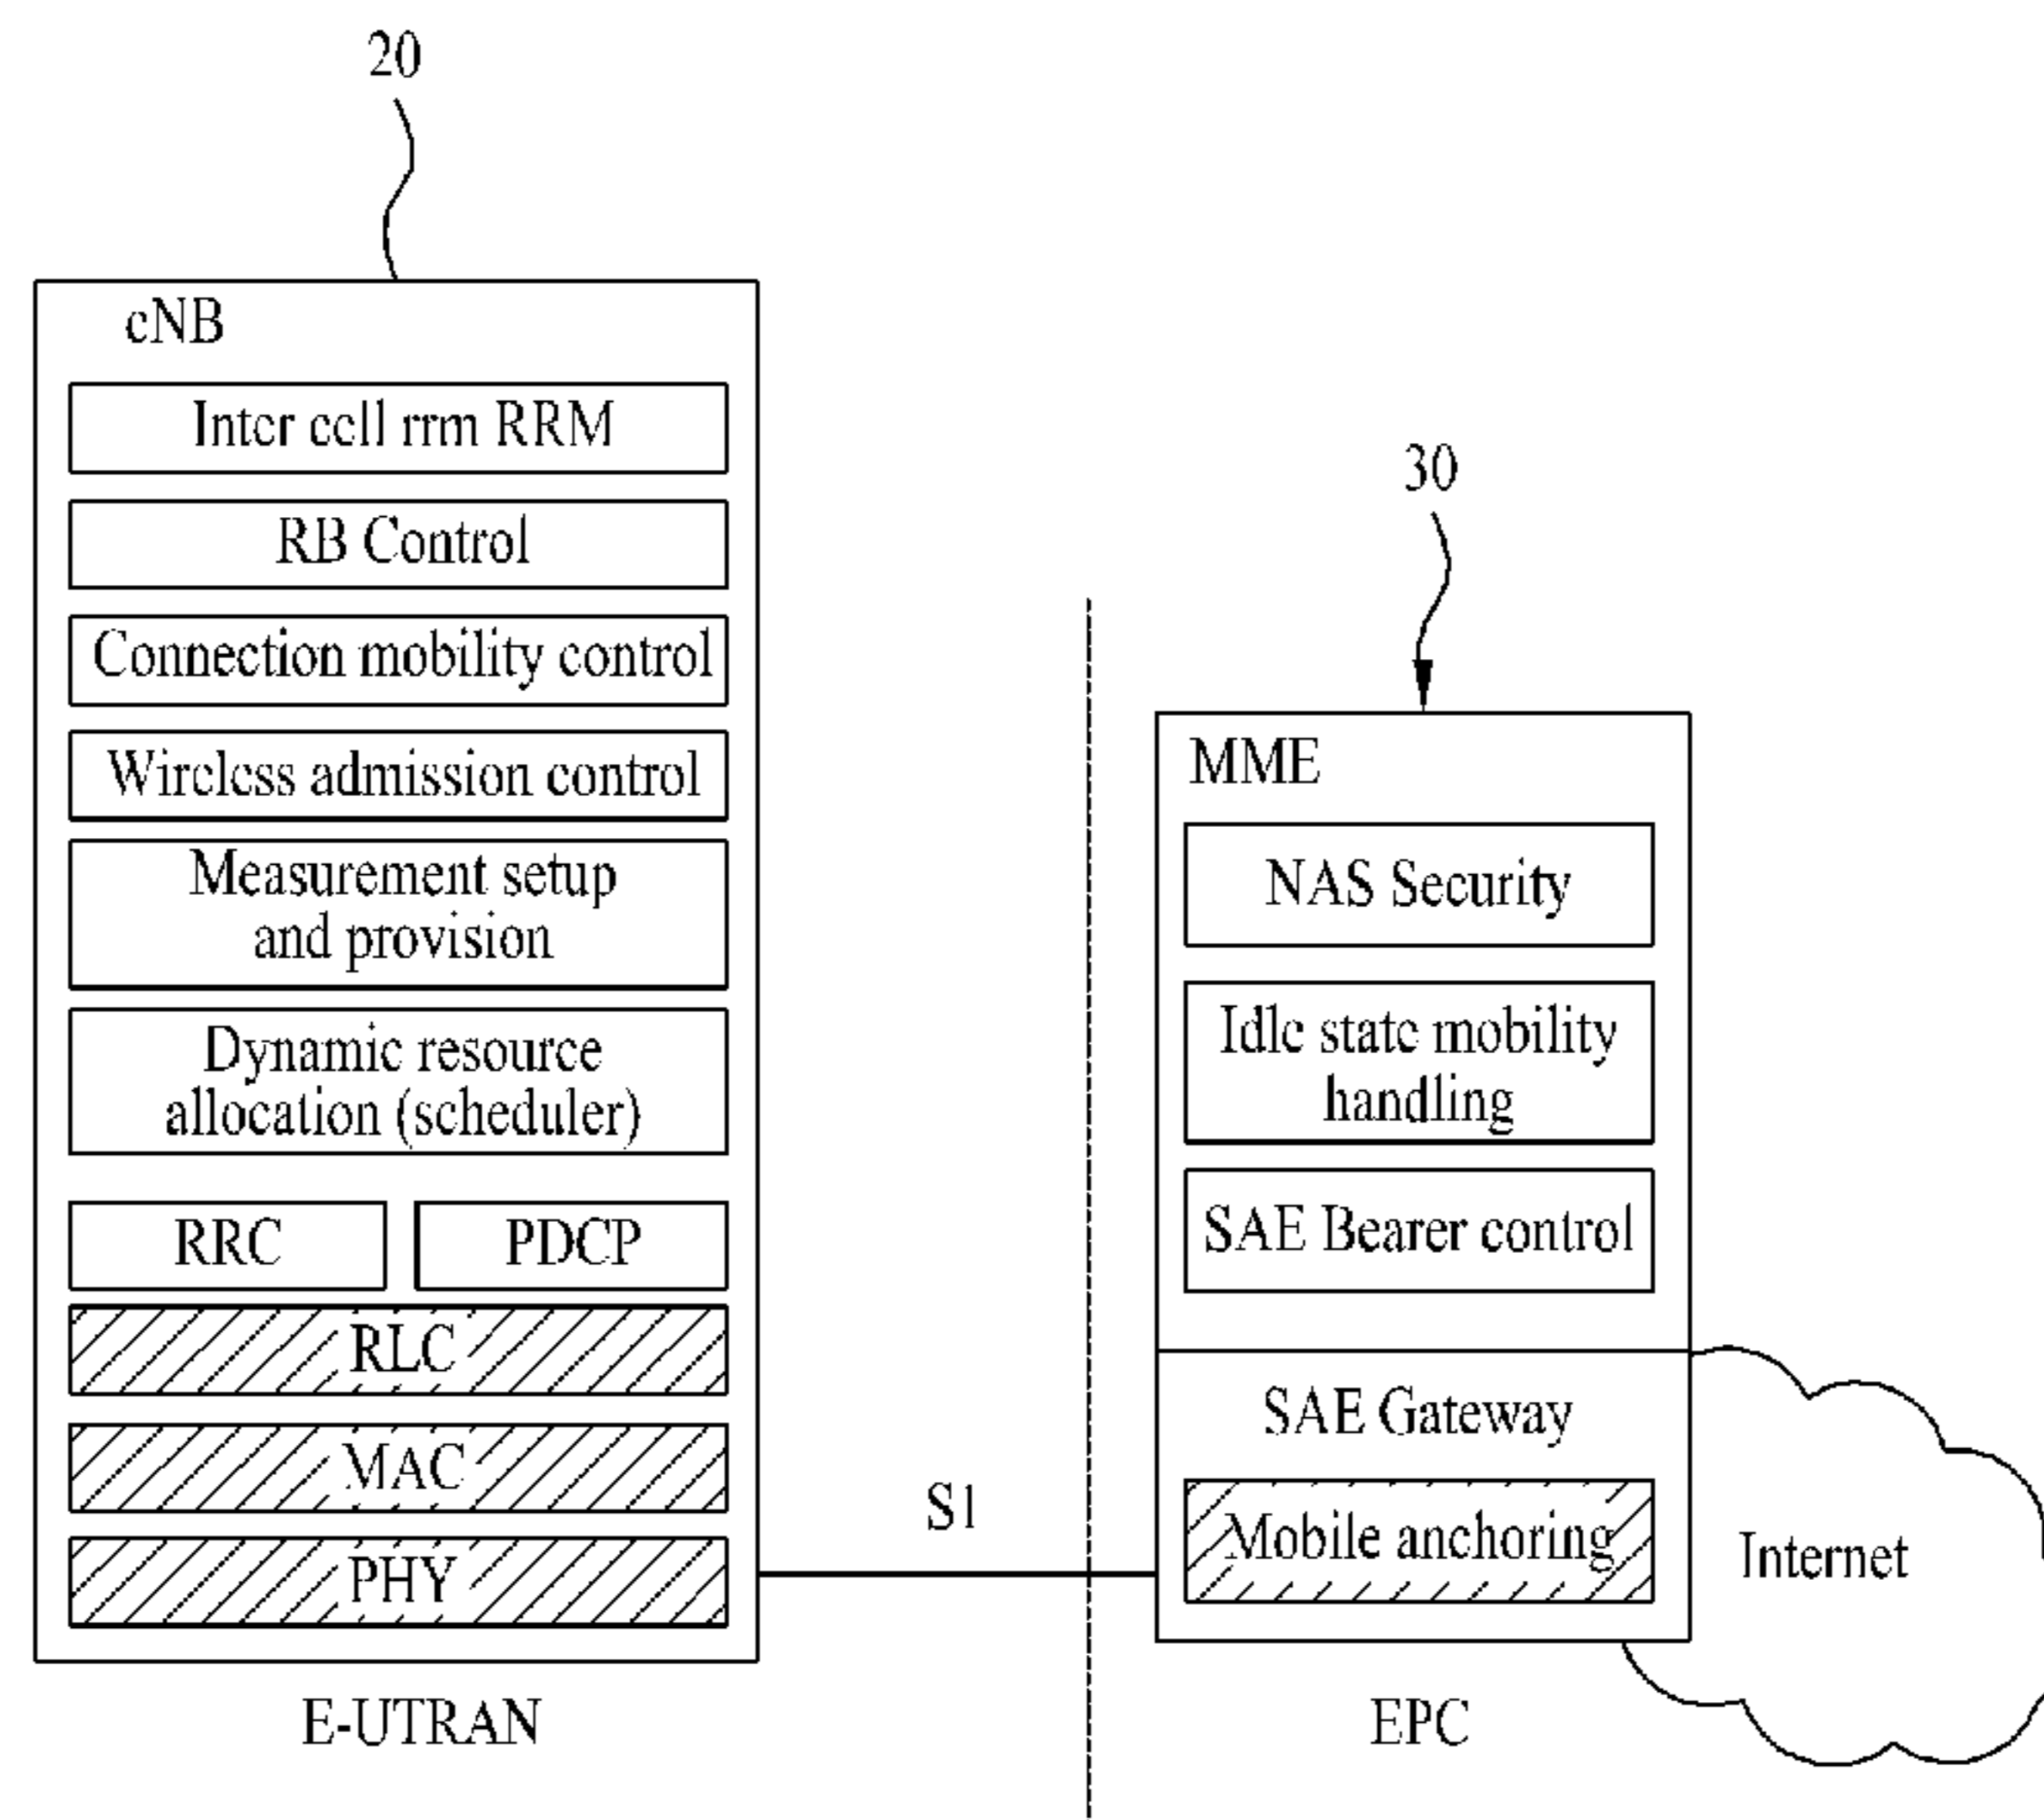 20
eNB
Inter cell rrm RRM
RB Control
Connection mobility control
Wireless admission control
Measurement setup
and provision
Dynamic resource
allocation (scheduler)
RRC
PDCP
RLC
MAC
PHY
E-UTRAN
S1
30
MME
NAS Security
Idle state mobility
handling
SAE Bearer control
SAE Gateway
Mobile anchoring
EPC
Internet